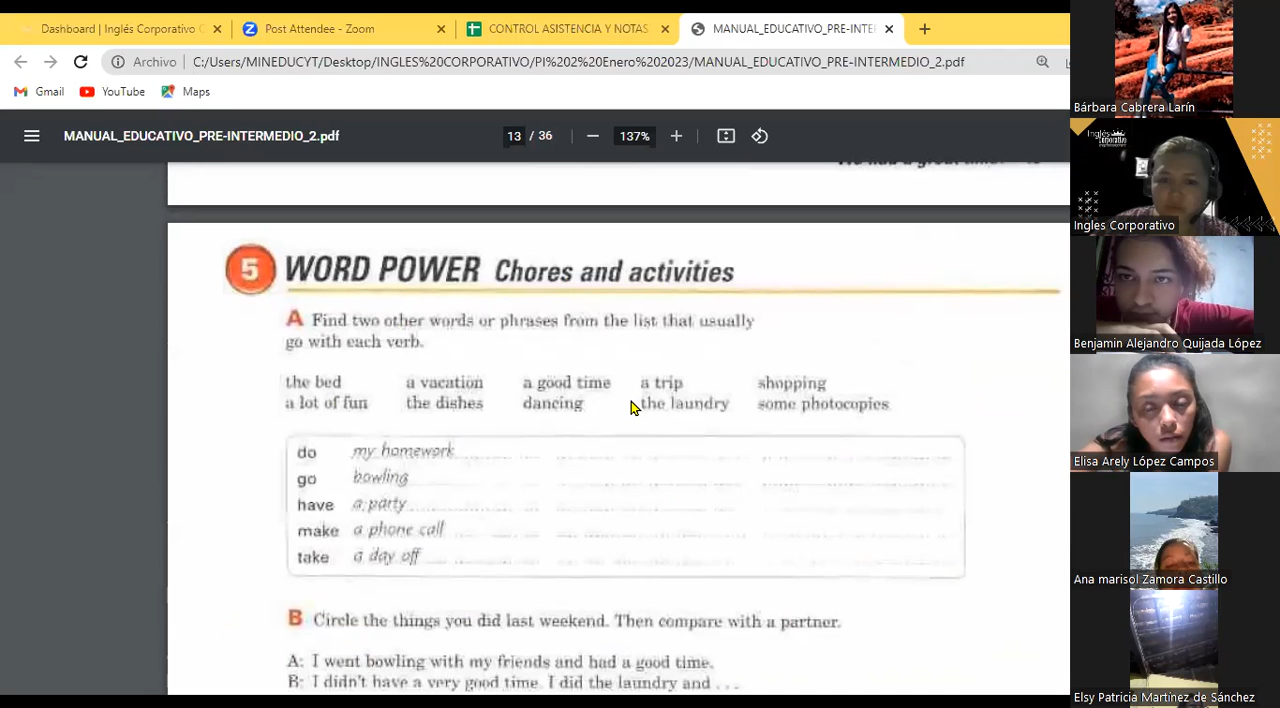 Dashboard | Inglés Corporativo C
Post Attendee - Zoom
CONTROL ASISTENCIA Y NOTAS
MANUAL_EDUCATIVO_PRE-INTER
Archivo
C:/Users/MINEDUCYT/Desktop/INGLES%20CORPORATIVO/PI%202%20Enero%202023/MANUAL_EDUCATIVO_PRE-INTERMEDIO_2.pdf
Gmail
YouTube
Maps
MANUAL_EDUCATIVO_PRE-INTERMEDIO_2.pdf
13 / 36
137%
5 WORD POWER Chores and activities
A Find two other words or phrases from the list that usually
go with each verb.
the bed a vacation a good time a trip shopping
a lot of fun the dishes dancing the laundry some photocopies
do my homework
go bowling
have a party
make a phone call
take a day off
B Circle the things you did last weekend. Then compare with a partner.
A: I went bowling with my friends and had a good time.
B: I didn't have a very good time. I did the laundry and . . .
Bárbara Cabrera Larín
Inglés
Corporativo
Ingles Corporativo
Benjamin Alejandro Quijada López
Elisa Arely López Campos
Ana marisol Zamora Castillo
Elsy Patricia Martínez de Sánchez